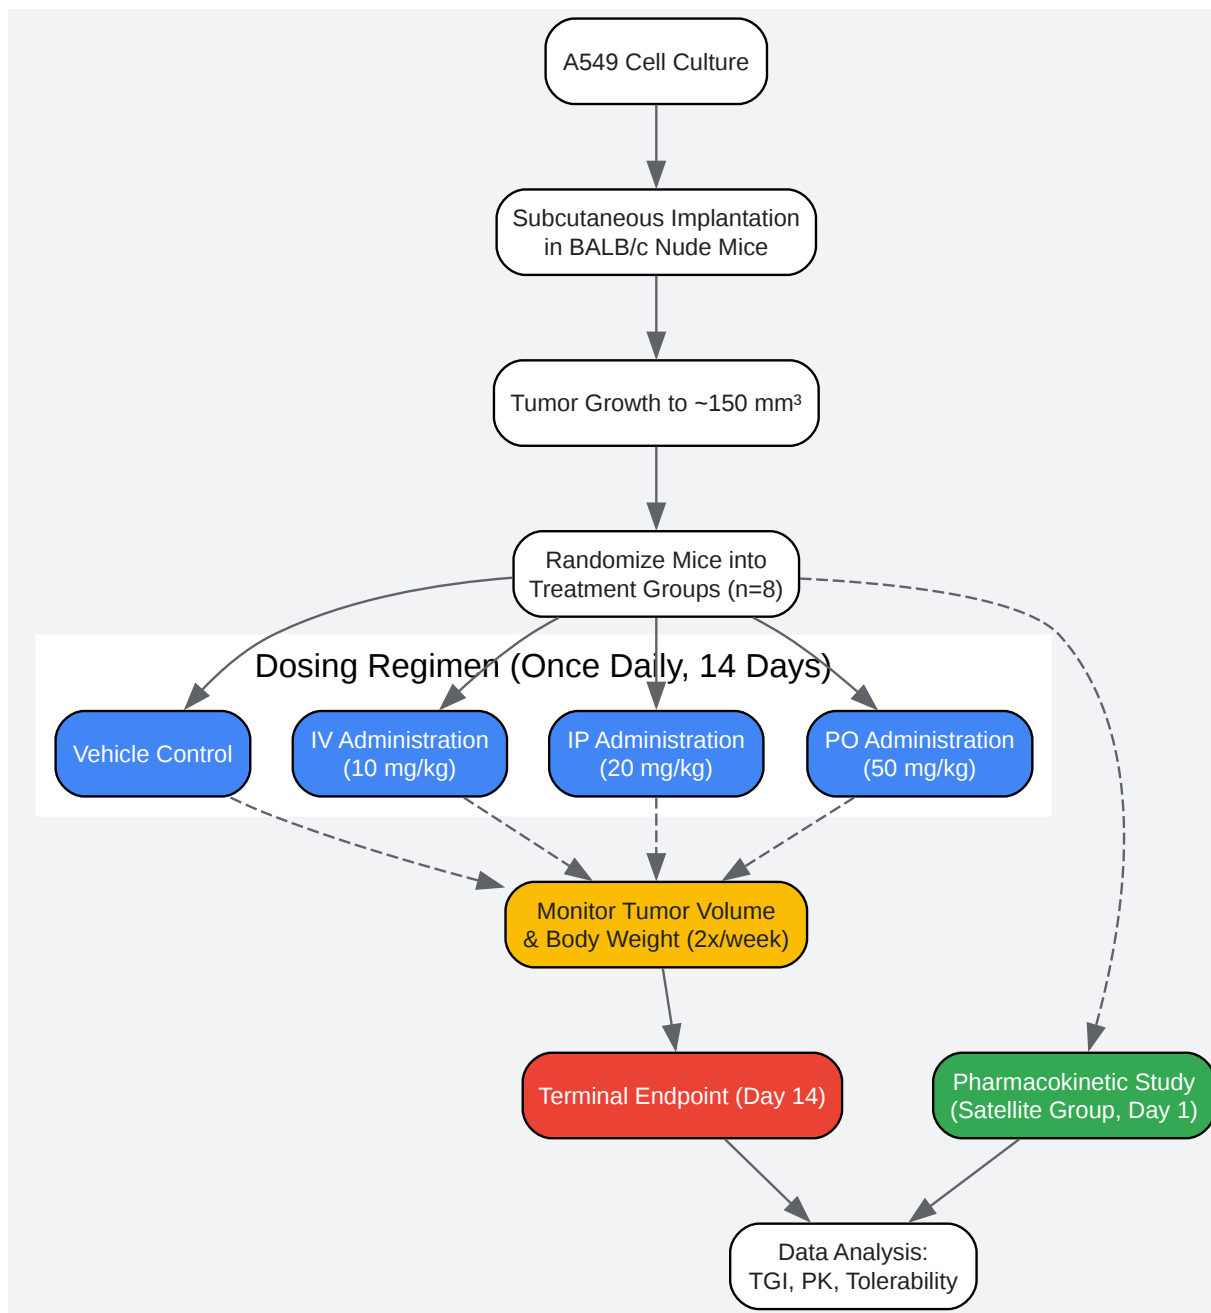 A549 Cell Culture
Subcutaneous Implantation
in BALB/c Nude Mice
Tumor Growth to ~150 mm³
Randomize Mice into
Treatment Groups (n=8)
Dosing Regimen (Once Daily, 14 Days)
Vehicle Control
IV Administration
(10 mg/kg)
IP Administration
(20 mg/kg)
PO Administration
(50 mg/kg)
Monitor Tumor Volume
& Body Weight (2x/week)
Terminal Endpoint (Day 14)
Pharmacokinetic Study
(Satellite Group, Day 1)
Data Analysis:
TGI, PK, Tolerability